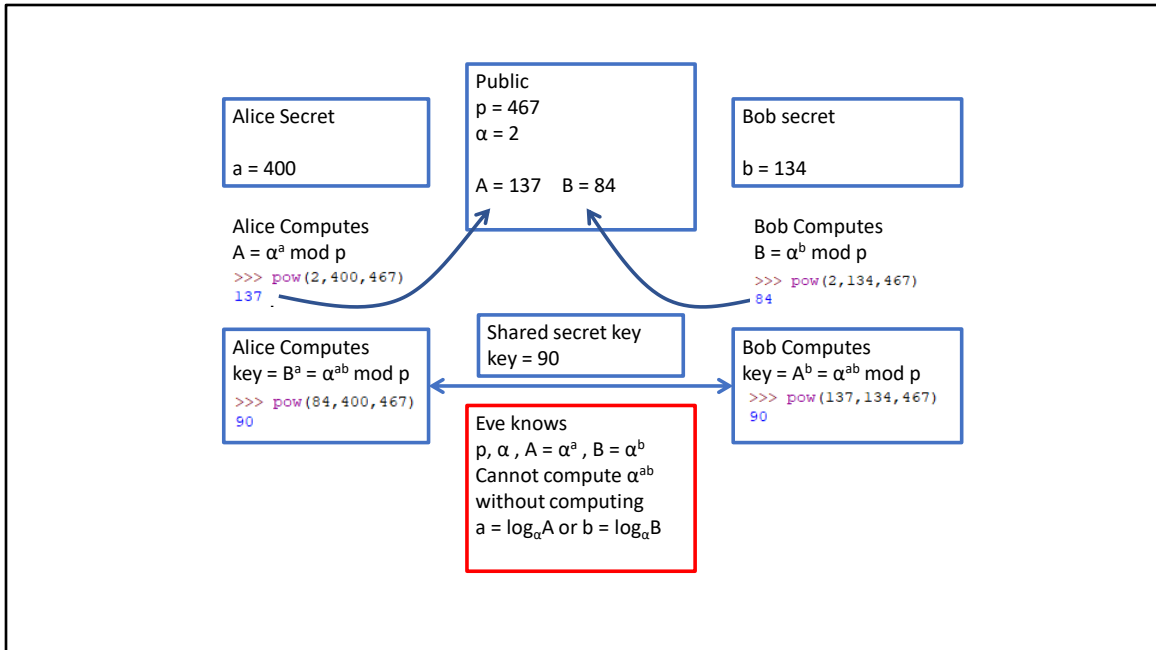 Public
p = 467
α = 2
A = 137 B = 84
Alice Secret
a = 400
Bob secret
b = 134
Alice Computes
A = αᵃ mod p
>>> pow(2,400,467)
137 .
Bob Computes
B = αᵇ mod p
>>> pow(2,134,467)
84
Shared secret key
key = 90
Alice Computes
key = Bᵃ = αᵃᵇ mod p
>>> pow(84,400,467)
90
Bob Computes
key = Aᵇ = αᵃᵇ mod p
>>> pow(137,134,467)
90
Eve knows
p, α , A = αᵃ , B = αᵇ
Cannot compute αᵃᵇ
without computing
a = logαA or b = logαB